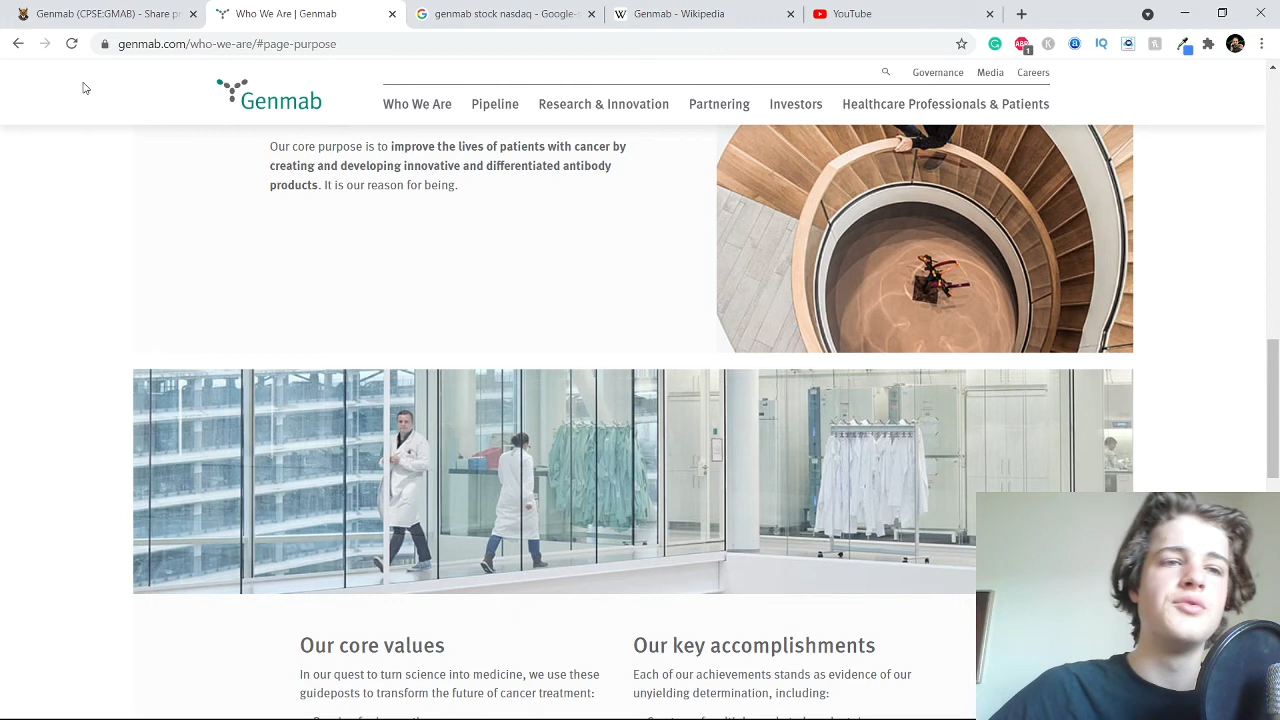 Genmab (CPSE:GMAB) - Share pr
Who We Are | Genmab
genmab stock nasdaq - Google-s
Genmab - Wikipedia
YouTube
genmab.com/who-we-are/#page-purpose
Governance
Media
Careers
Genmab
Who We Are
Pipeline
Research & Innovation
Partnering
Investors
Healthcare Professionals & Patients
Our core purpose is to improve the lives of patients with cancer by
creating and developing innovative and differentiated antibody
products. It is our reason for being.
Our core values
In our quest to turn science into medicine, we use these
guideposts to transform the future of cancer treatment:
Our key accomplishments
Each of our achievements stands as evidence of our
unyielding determination, including: